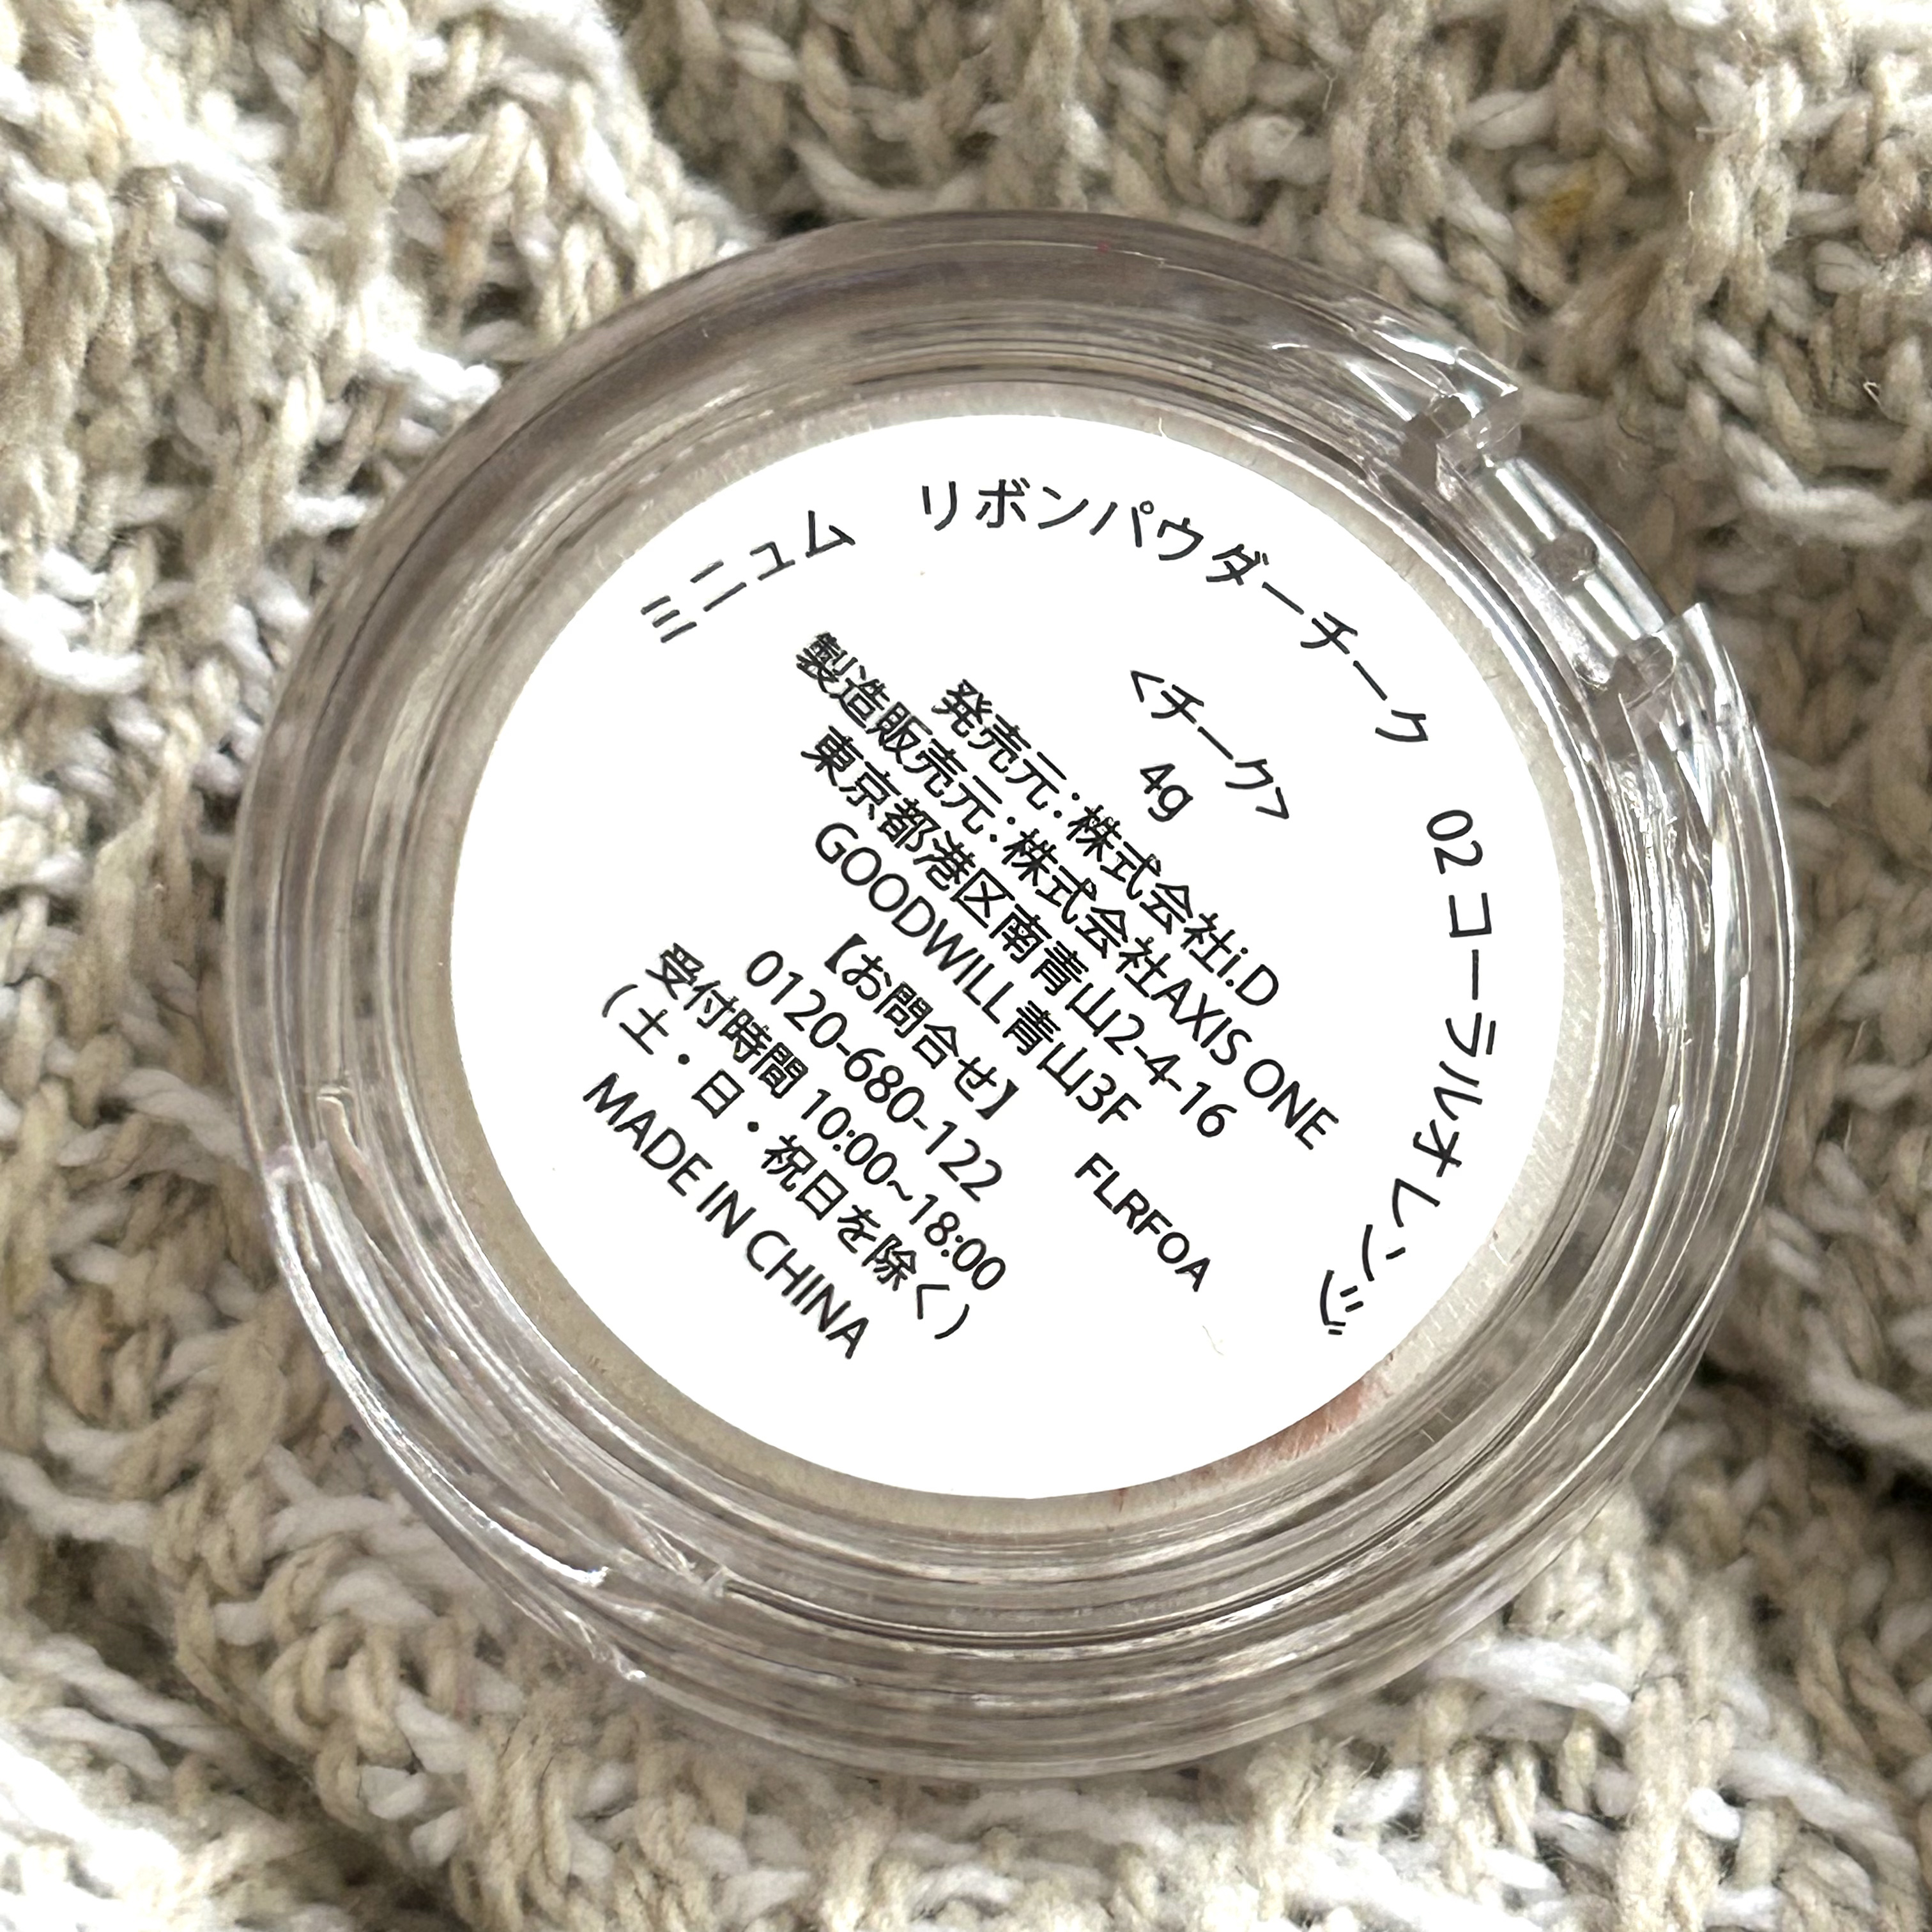 ミニュム リボンパウダーチーク 02コーラルオレンジ
<チーク>
4g
発売元:株式会社i.D
製造販売元:株式会社AXIS ONE
東京都港区南青山2-4-16
GOODWILL青山3F
【お問合せ】
0120-680-122
受付時間 10:00~18:00
(土・日・祝日を除く)
MADE IN CHINA
FLRFOA